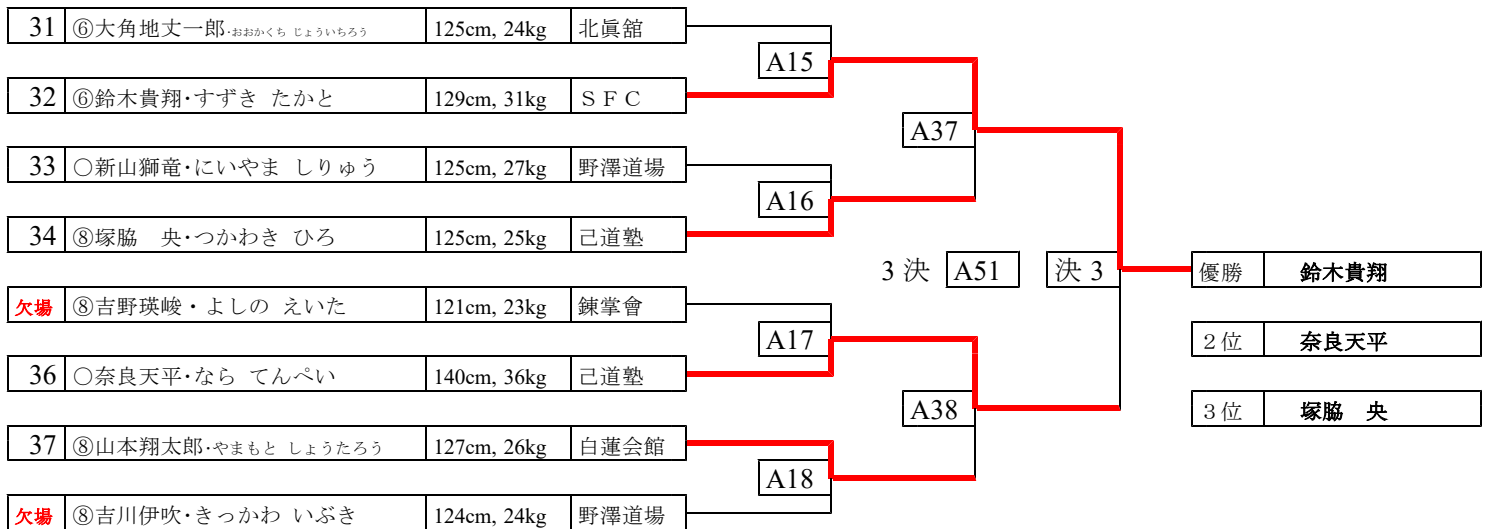 31 ⑥大角地丈一郎・おおかくち じょういちろう 125cm, 24kg 北眞舘
A15
32 ⑥鈴木貴翔・すずき たかと 129cm, 31kg ＳＦＣ
A37
33 ○新山獅竜・にいやま しりゅう 125cm, 27kg 野澤道場
A16
34 ⑧塚脇　央・つかわき ひろ 125cm, 25kg 己道塾
3決 A51 決3 優勝 鈴木貴翔
欠場 ⑧吉野瑛峻・よしの えいた 121cm, 23kg 錬掌會
A17 ２位 奈良天平
36 ○奈良天平・なら てんぺい 140cm, 36kg 己道塾
A38 ３位 塚脇　央
37 ⑧山本翔太郎・やまもと しょうたろう 127cm, 26kg 白蓮会館
A18
欠場 ⑧吉川伊吹・きっかわ いぶき 124cm, 24kg 野澤道場